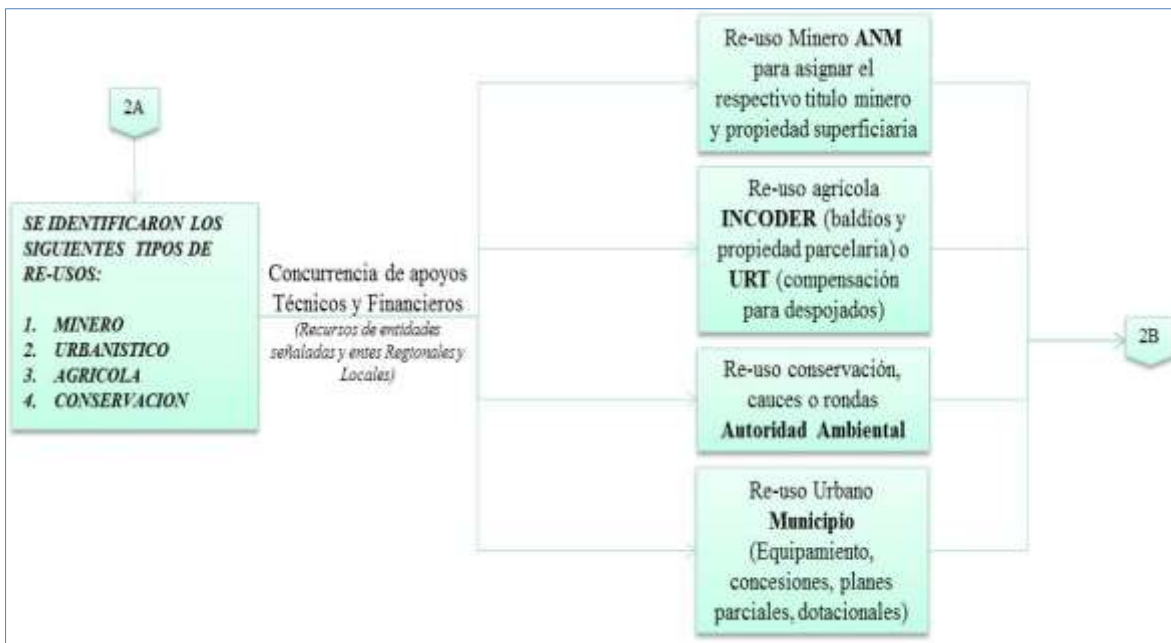 2A
SE IDENTIFICARON LOS
SIGUIENTES TIPOS DE
RE-USOS:
1. MINERO
2. URBANISTICO
3. AGRICOLA
4. CONSERVACION
Concurrencia de apoyos
Técnicos y Financieros
(Recursos de entidades
señaladas y entes Regionales y
Locales)
Re-uso Minero ANM
para asignar el
respectivo titulo minero
y propiedad superficiaria
Re-uso agrícola
INCODER (baldíos y
propiedad parcelaria) o
URT (compensación
para despojados)
Re-uso conservación,
cauces o rondas
Autoridad Ambiental
Re-uso Urbano
Municipio
(Equipamiento,
concesiones, planes
parciales, dotacionales)
2B